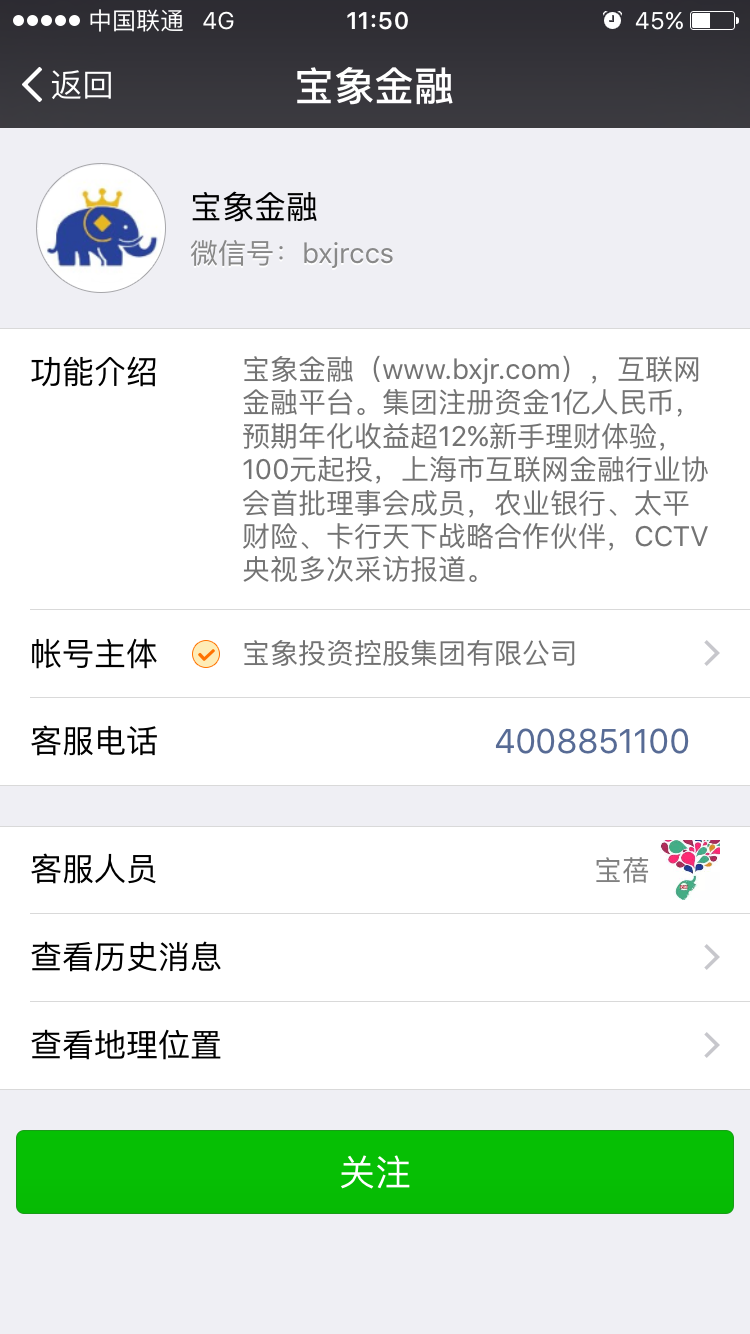 中国联通 4G 11:50 45%
返回 宝象金融
宝象金融
微信号：bxjrccs
功能介绍 宝象金融（www.bxjr.com），互联网
金融平台。集团注册资金1亿人民币，
预期年化收益超12%新手理财体验，
100元起投，上海市互联网金融行业协
会首批理事会成员，农业银行、太平
财险、卡行天下战略合作伙伴，CCTV
央视多次采访报道。
帐号主体 宝象投资控股集团有限公司
客服电话 4008851100
客服人员 宝蓓
查看历史消息
查看地理位置
关注